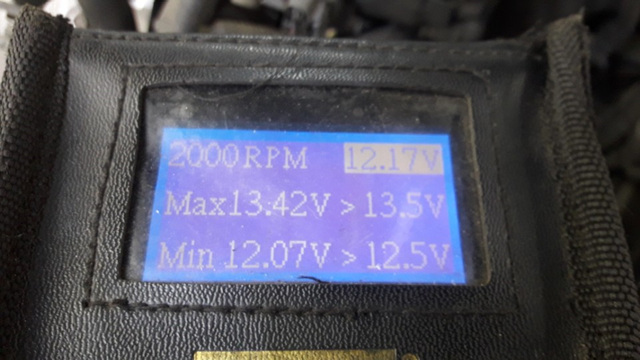 2000RPM 12.17V
Max13.42V > 13.5V
Min 12.07V > 12.5V